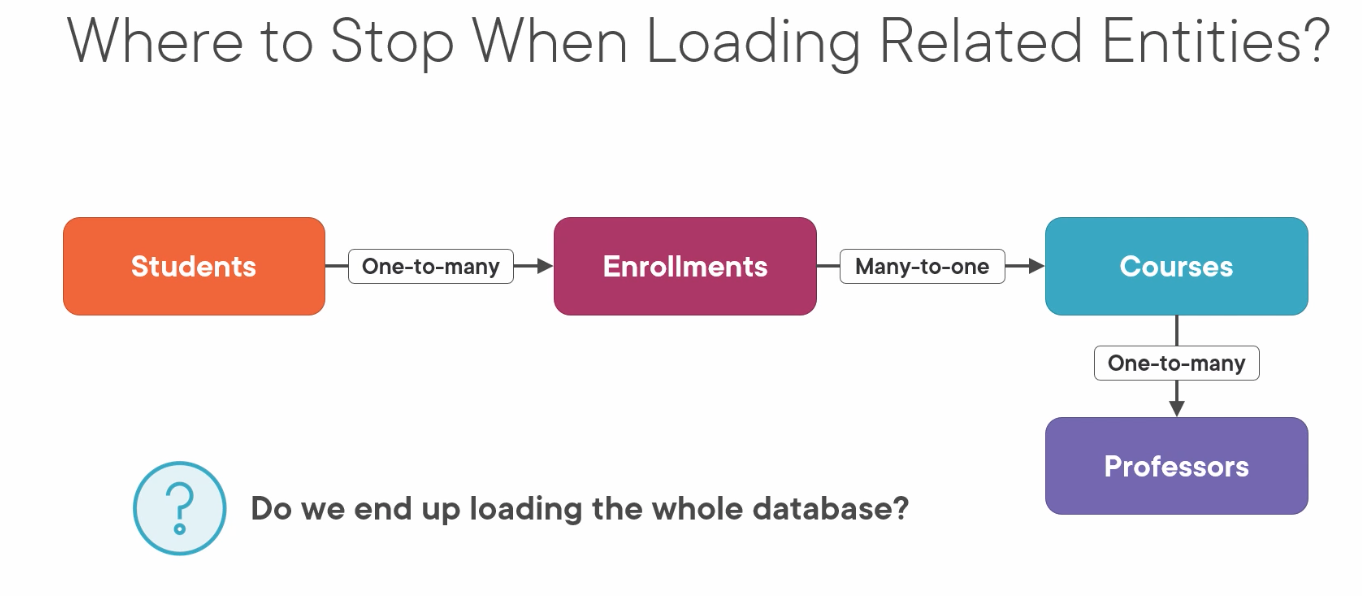 Where to Stop When Loading Related Entities?
Students
One-to-many
Enrollments
Many-to-one
Courses
One-to-many
Professors
?
Do we end up loading the whole database?